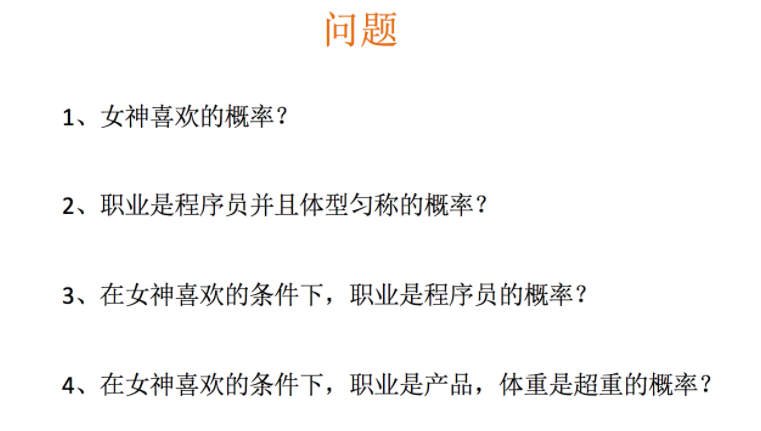 问题
1、女神喜欢的概率？
2、职业是程序员并且体型匀称的概率？
3、在女神喜欢的条件下，职业是程序员的概率？
4、在女神喜欢的条件下，职业是产品，体重是超重的概率？